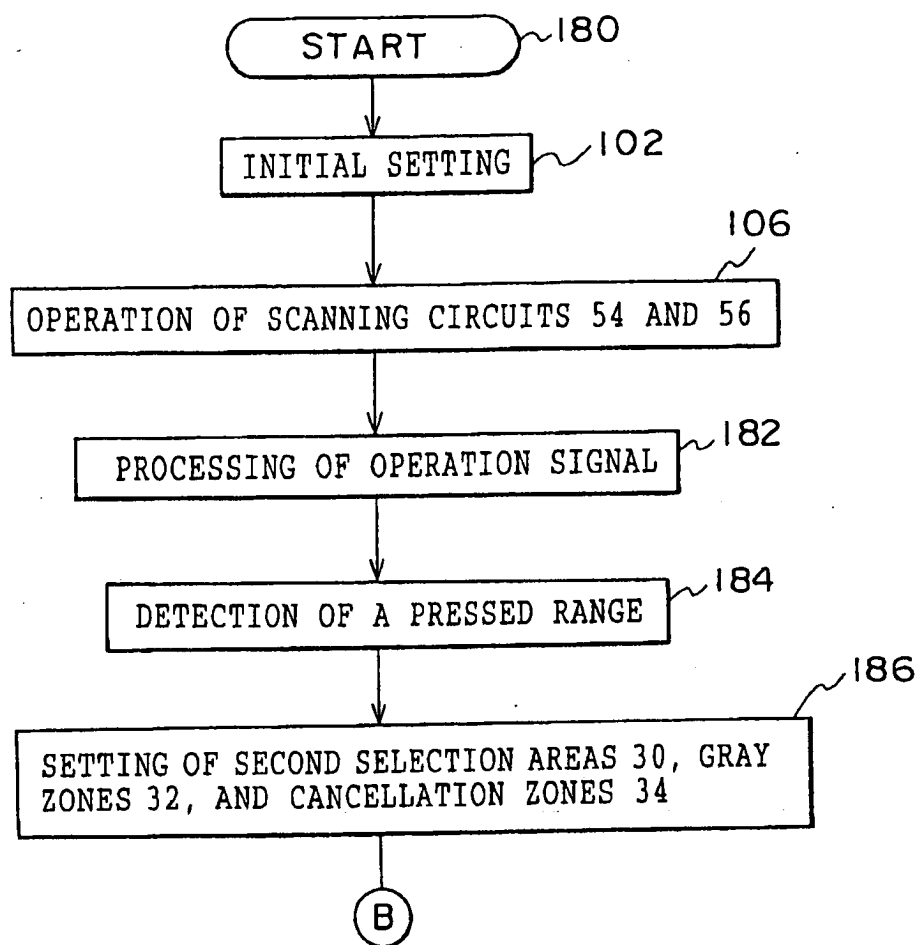 START
180
INITIAL SETTING
102
106
OPERATION OF SCANNING CIRCUITS 54 AND 56
182
PROCESSING OF OPERATION SIGNAL
184
DETECTION OF A PRESSED RANGE
186
SETTING OF SECOND SELECTION AREAS 30, GRAY
ZONES 32, AND CANCELLATION ZONES 34
B